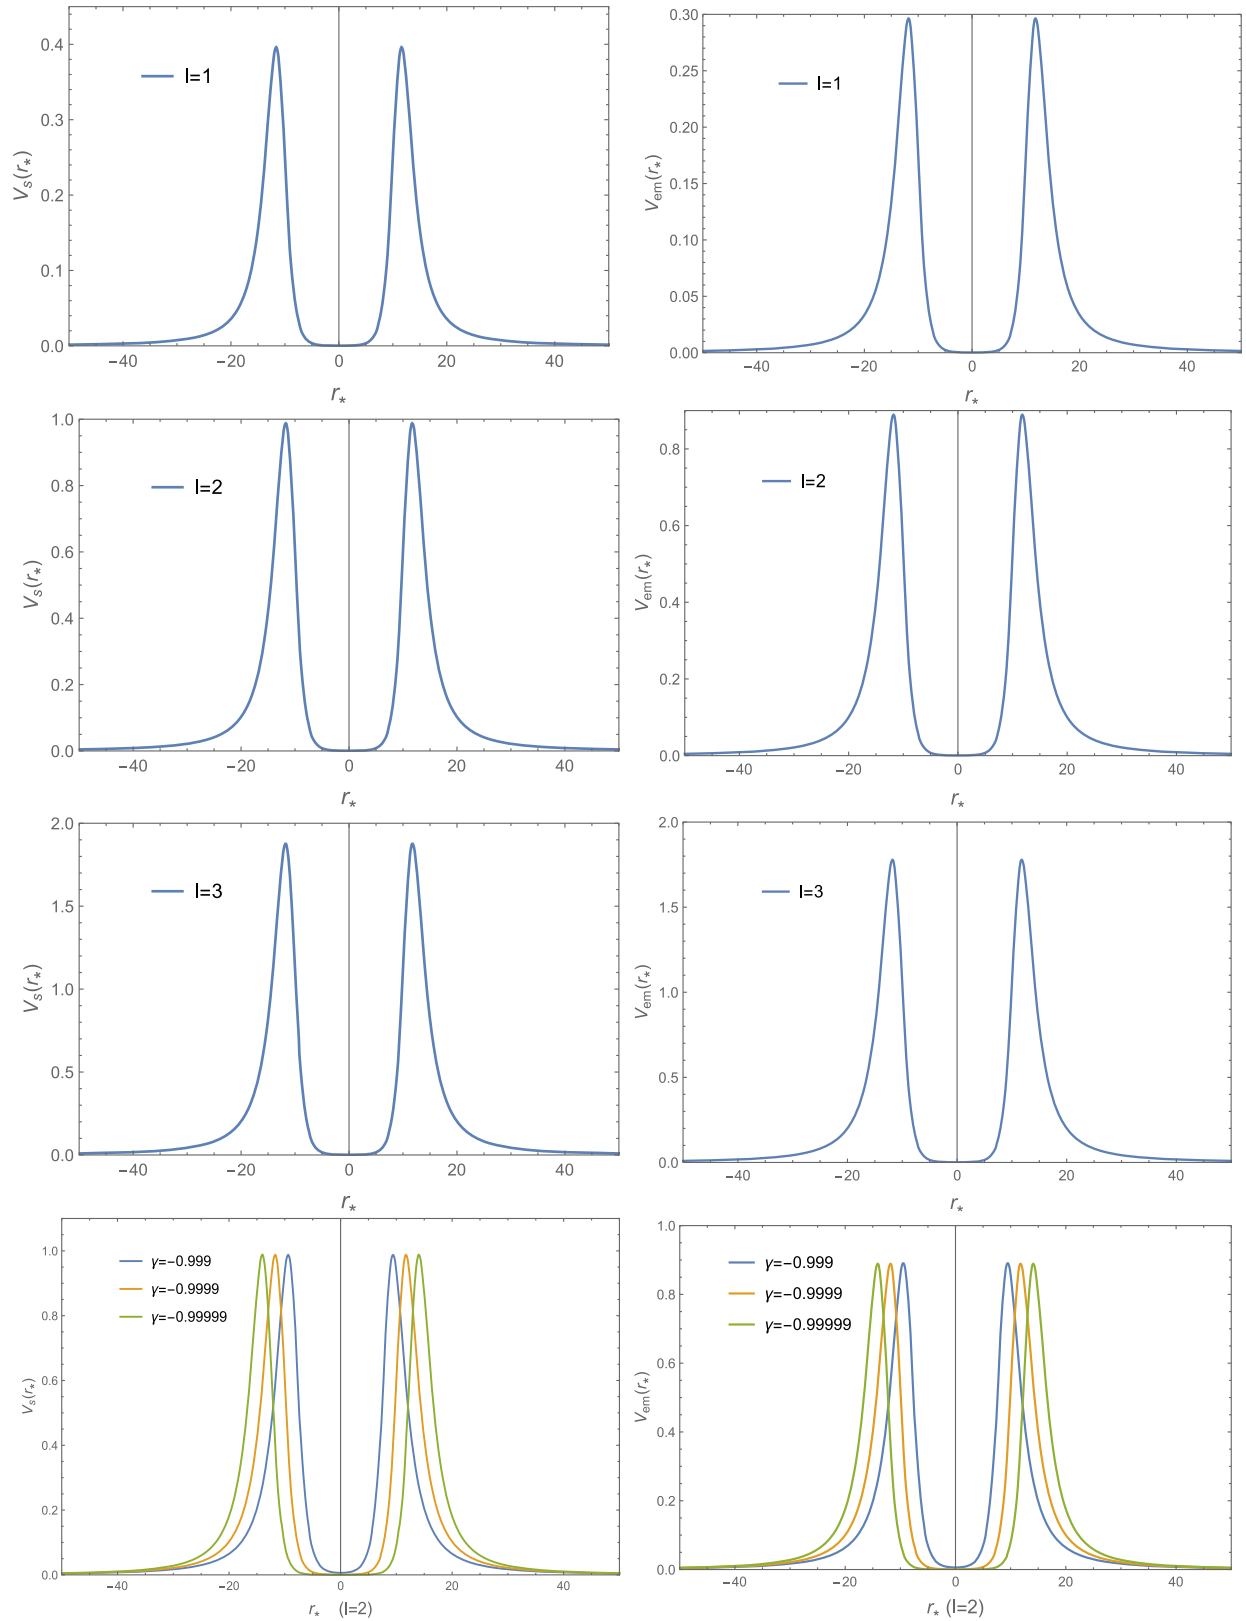 l=1
V_s(r_*)
0.4
0.3
0.2
0.1
0.0
−40 −20 0 20 40
r_*
l=1
V_em(r_*)
0.30
0.25
0.20
0.15
0.10
0.05
0.00
−40 −20 0 20 40
r_*
l=2
V_s(r_*)
1.0
0.8
0.6
0.4
0.2
0.0
−40 −20 0 20 40
r_*
l=2
V_em(r_*)
0.8
0.6
0.4
0.2
0.0
−40 −20 0 20 40
r_*
l=3
V_s(r_*)
2.0
1.5
1.0
0.5
0.0
−40 −20 0 20 40
r_*
l=3
V_em(r_*)
2.0
1.5
1.0
0.5
0.0
−40 −20 0 20 40
r_*
γ=−0.999
γ=−0.9999
γ=−0.99999
V_s(r_*)
1.0
0.8
0.6
0.4
0.2
0.0
−40 −20 0 20 40
r_* (l=2)
γ=−0.999
γ=−0.9999
γ=−0.99999
V_em(r_*)
1.0
0.8
0.6
0.4
0.2
0.0
−40 −20 0 20 40
r_* (l=2)